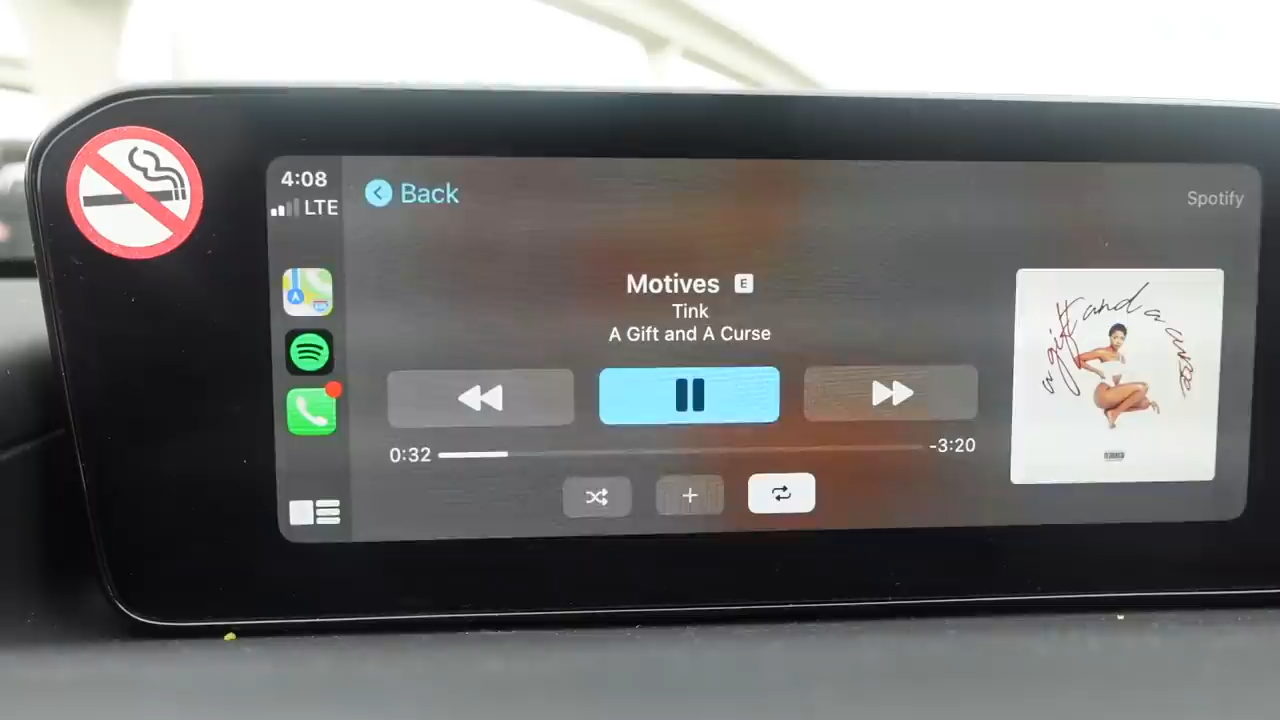 4:08
LTE
Back
Spotify
Motives E
Tink
A Gift and A Curse
0:32
-3:20
a gift and a curse